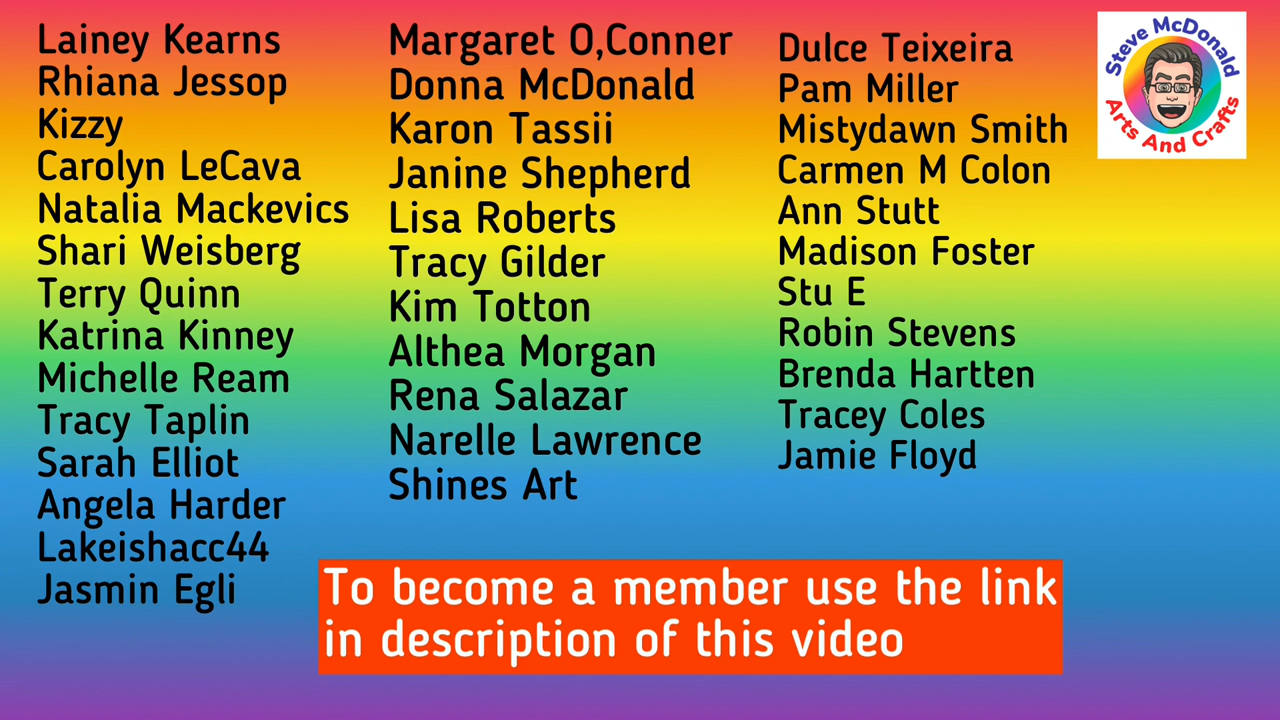 Lainey Kearns
Rhiana Jessop
Kizzy
Carolyn LeCava
Natalia Mackevics
Shari Weisberg
Terry Quinn
Katrina Kinney
Michelle Ream
Tracy Taplin
Sarah Elliot
Angela Harder
Lakeishacc44
Jasmin Egli
Margaret O,Conner
Donna McDonald
Karon Tassii
Janine Shepherd
Lisa Roberts
Tracy Gilder
Kim Totton
Althea Morgan
Rena Salazar
Narelle Lawrence
Shines Art
Dulce Teixeira
Pam Miller
Mistydawn Smith
Carmen M Colon
Ann Stutt
Madison Foster
Stu E
Robin Stevens
Brenda Hartten
Tracey Coles
Jamie Floyd
Steve McDonald
Arts And Crafts
To become a member use the link
in description of this video